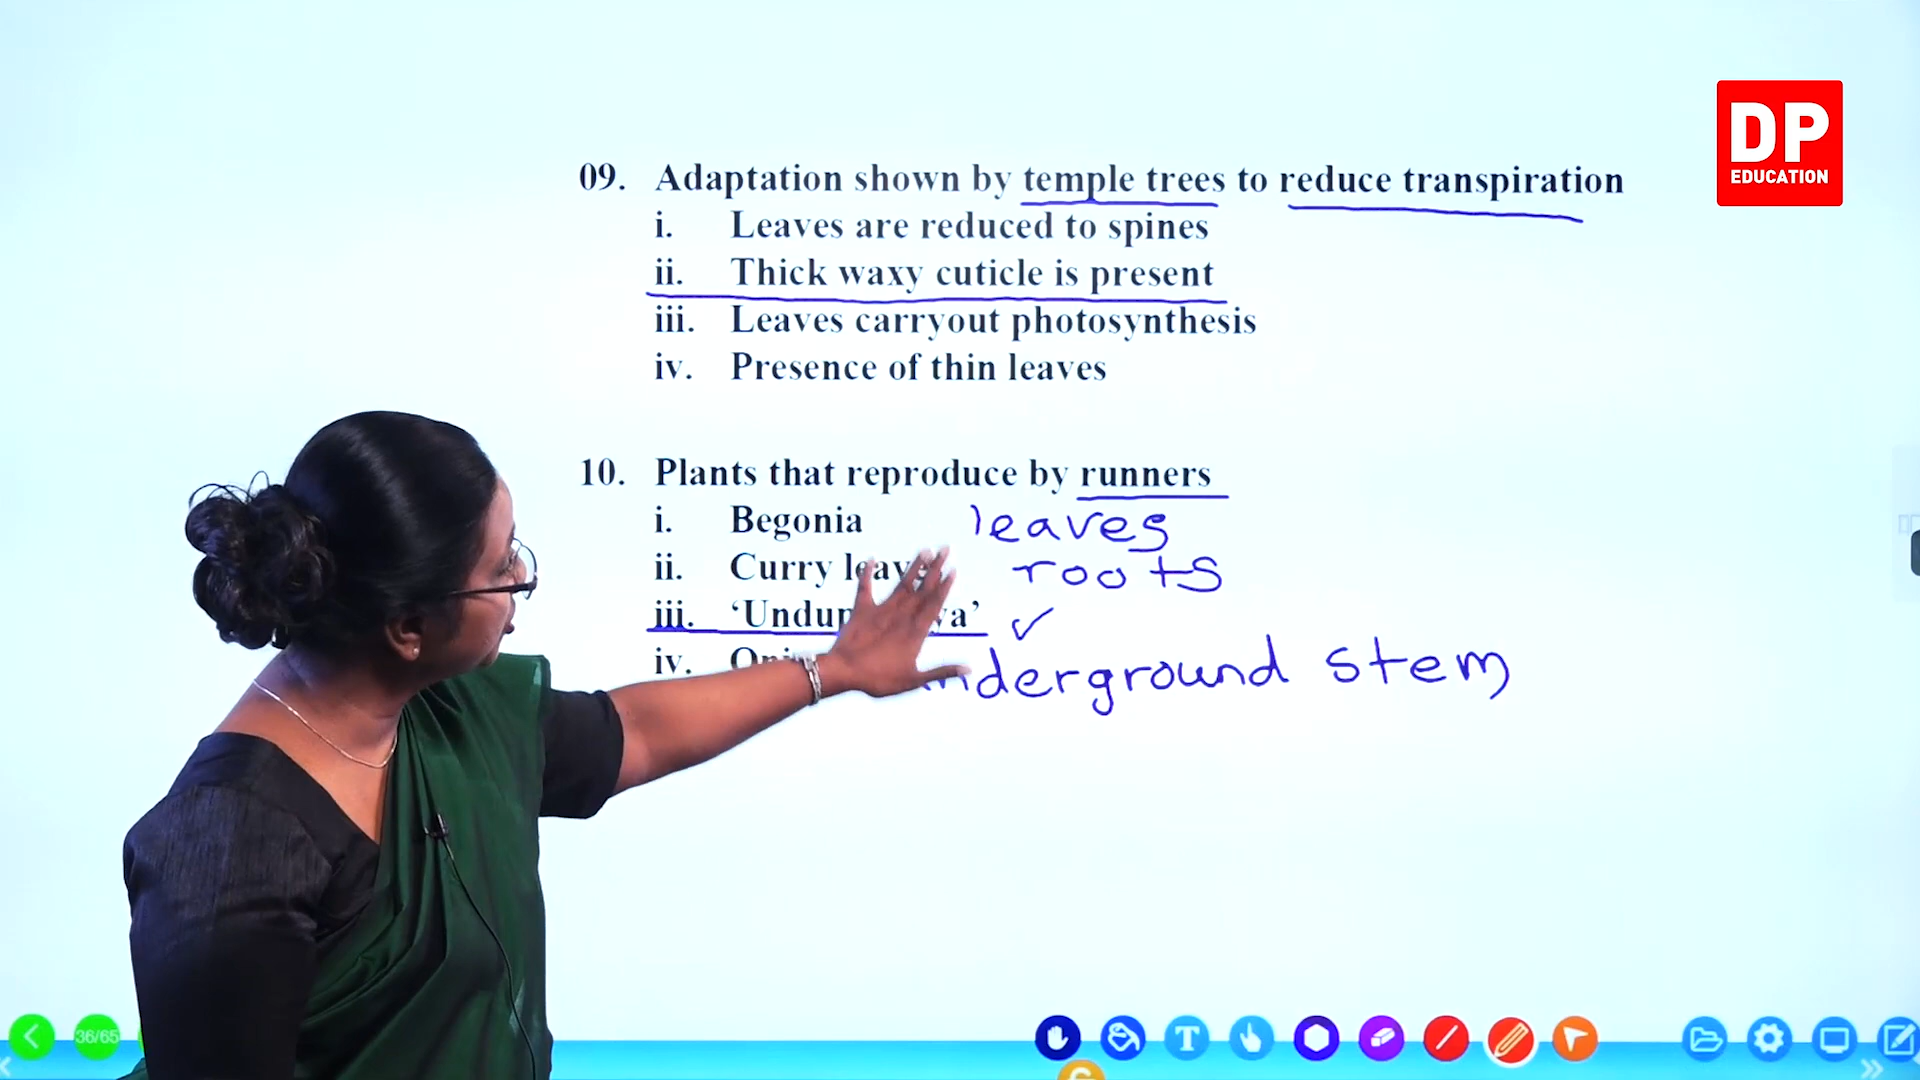 DP
EDUCATION
09. Adaptation shown by temple trees to reduce transpiration
i. Leaves are reduced to spines
ii. Thick waxy cuticle is present
iii. Leaves carryout photosynthesis
iv. Presence of thin leaves
10. Plants that reproduce by runners
i. Begonia leaves
ii. Curry roots
iii.
iv. stem
36/65
T